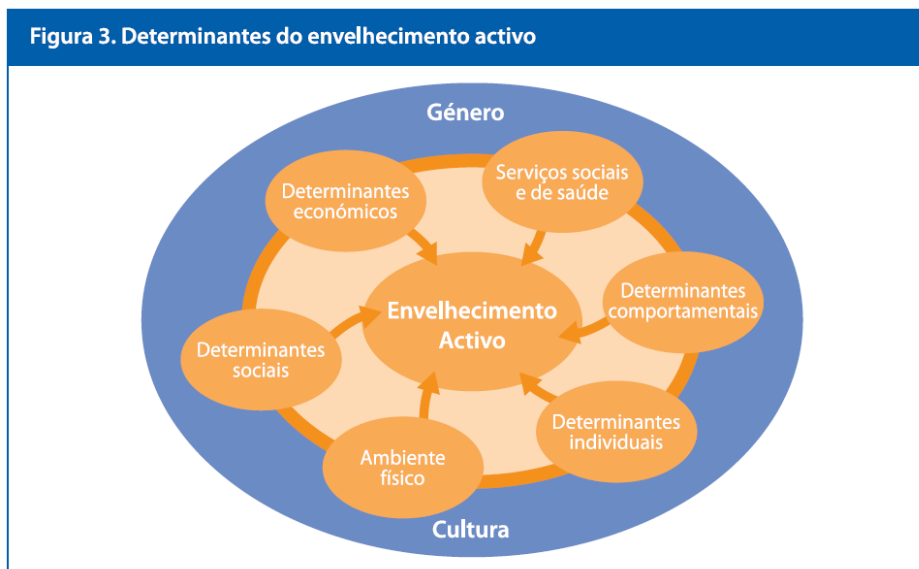 Figura 3. Determinantes do envelhecimento activo
Género
Serviços sociais
e de saúde
Determinantes
económicos
Determinantes
comportamentais
Envelhecimento
Activo
Determinantes
sociais
Determinantes
individuais
Ambiente
físico
Cultura